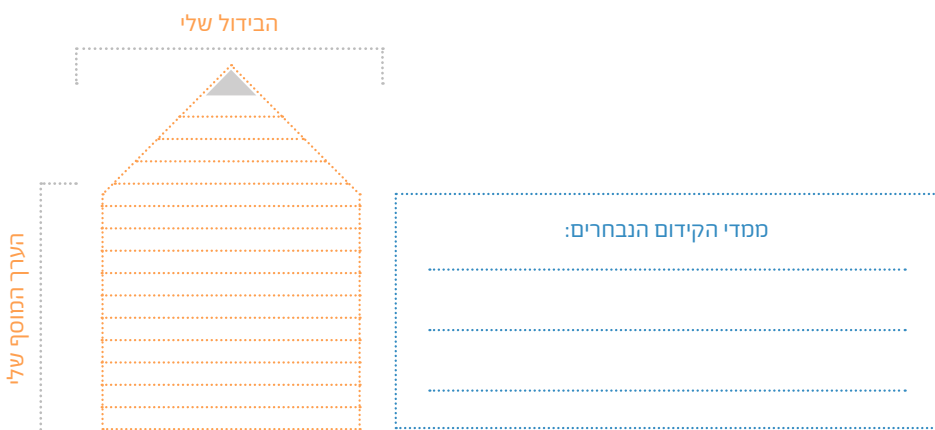 הבידול שלי
הערך המוסף שלי
ממדי הקידום הנבחרים: